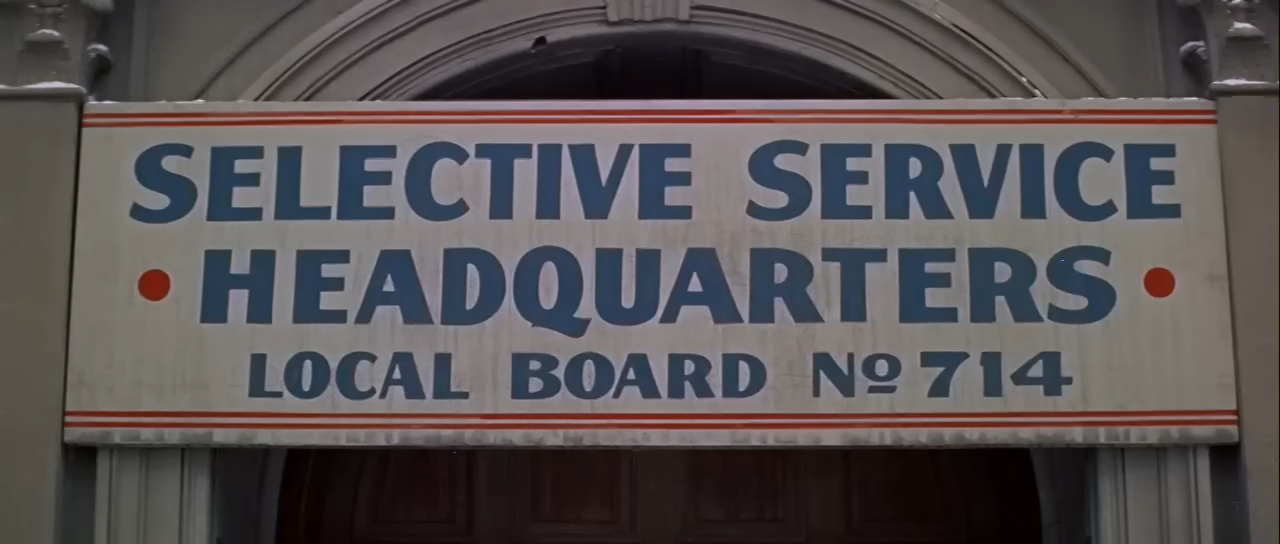 SELECTIVE SERVICE
• HEADQUARTERS •
LOCAL BOARD Nº 714